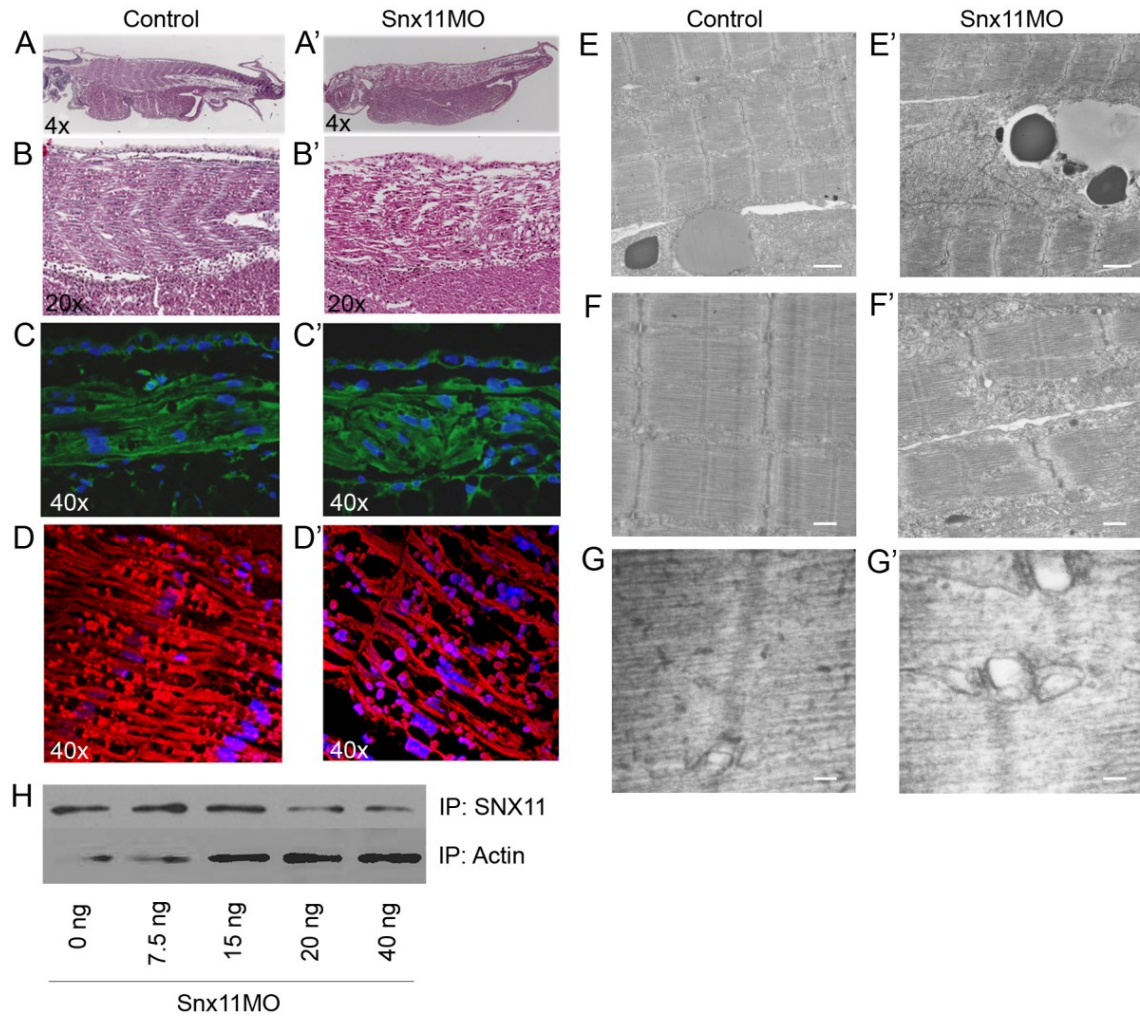 Control
Snx11MO
Control
Snx11MO
A
4x
A'
4x
B
20x
B'
20x
C
40x
C'
40x
D
40x
D'
40x
E
E'
F
F'
G
G'
H
IP: SNX11
IP: Actin
0 ng
7.5 ng
15 ng
20 ng
40 ng
Snx11MO